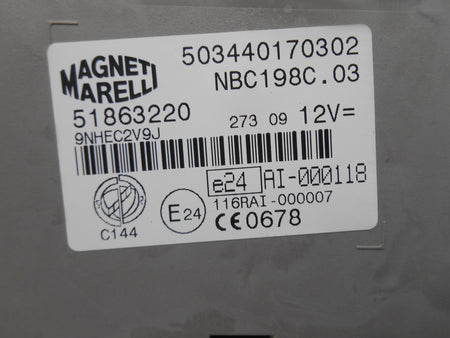 MAGNETI
MARELLI
503440170302
NBC198C.03
51863220
273 09 12V=
9NHEC2V9J
e24 AI-000118
116RAI-000007
E24
CE0678
C144